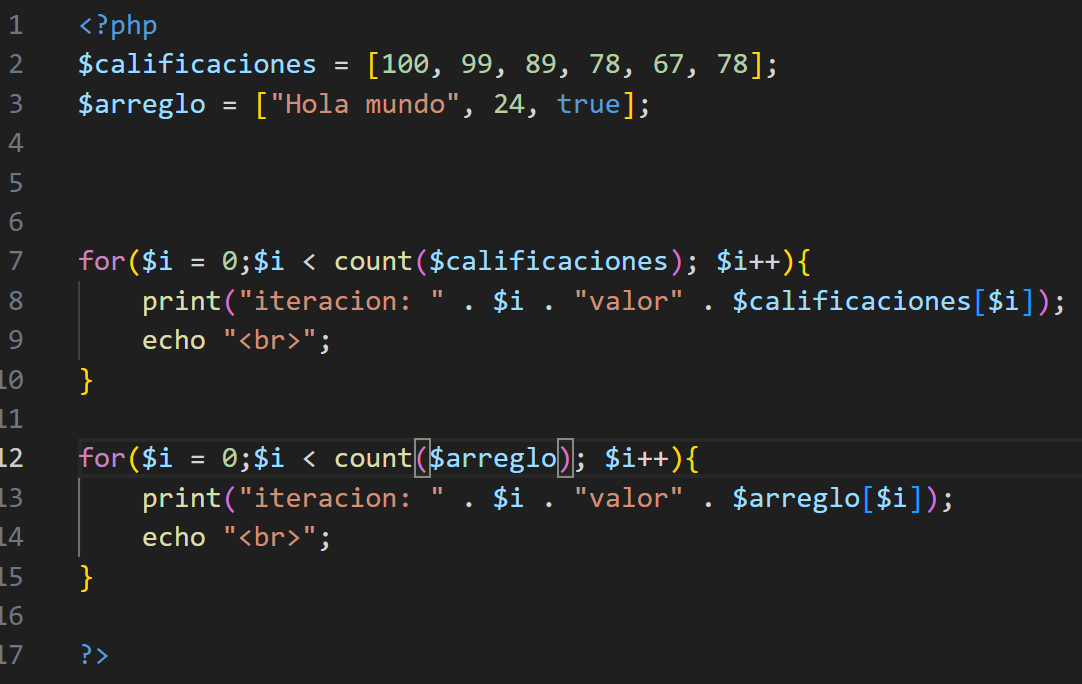 1 <?php
2 $calificaciones = [100, 99, 89, 78, 67, 78];
3 $arreglo = ["Hola mundo", 24, true];
4
5
6
7 for($i = 0;$i < count($calificaciones); $i++){
8     print("iteracion: " . $i . "valor" . $calificaciones[$i]);
9     echo "<br>";
10 }
11
12 for($i = 0;$i < count($arreglo); $i++){
13     print("iteracion: " . $i . "valor" . $arreglo[$i]);
14     echo "<br>";
15 }
16
17 ?>